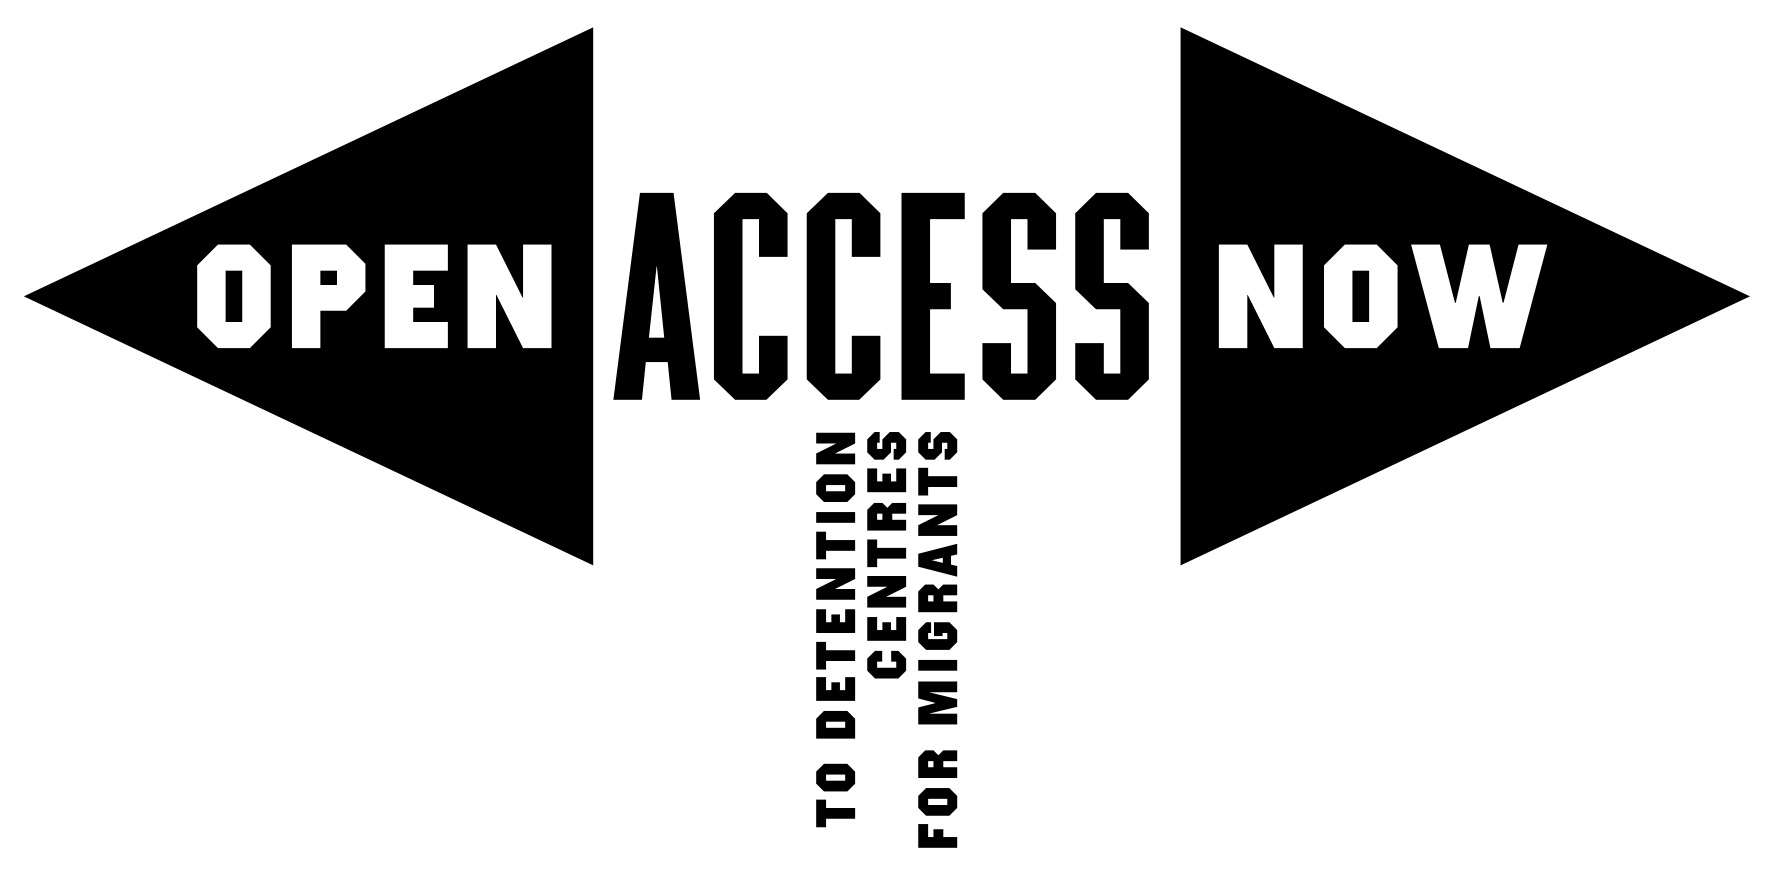 OPEN ACCESS NOW
TO DETENTION
CENTRES
FOR MIGRANTS